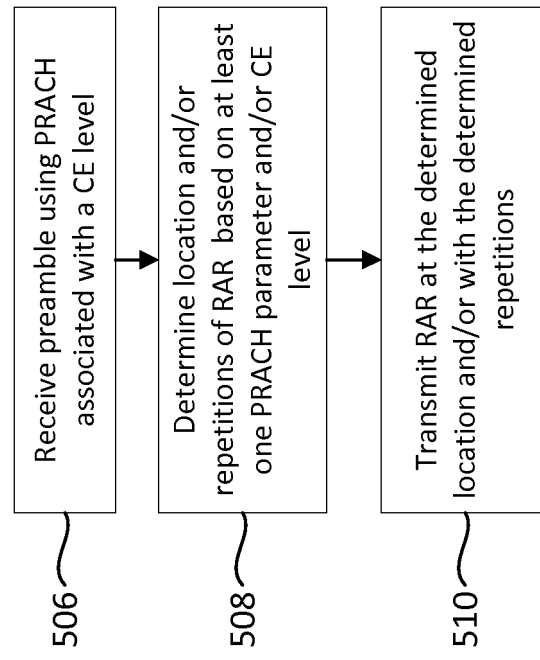 506
Receive preamble using PRACH
associated with a CE level
508
Determine location and/or
repetitions of RAR based on at least
one PRACH parameter and/or CE
level
510
Transmit RAR at the determined
location and/or with the determined
repetitions